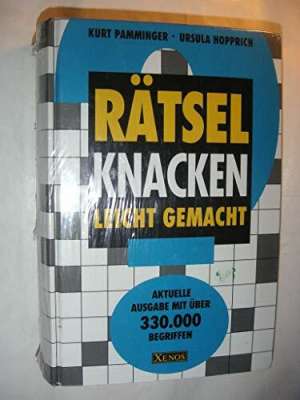 KURT PAMMINGER · URSULA HOPPRICH
RÄTSEL
KNACKEN
LEICHT GEMACHT
AKTUELLE
AUSGABE MIT ÜBER
330.000
BEGRIFFEN
XENOS